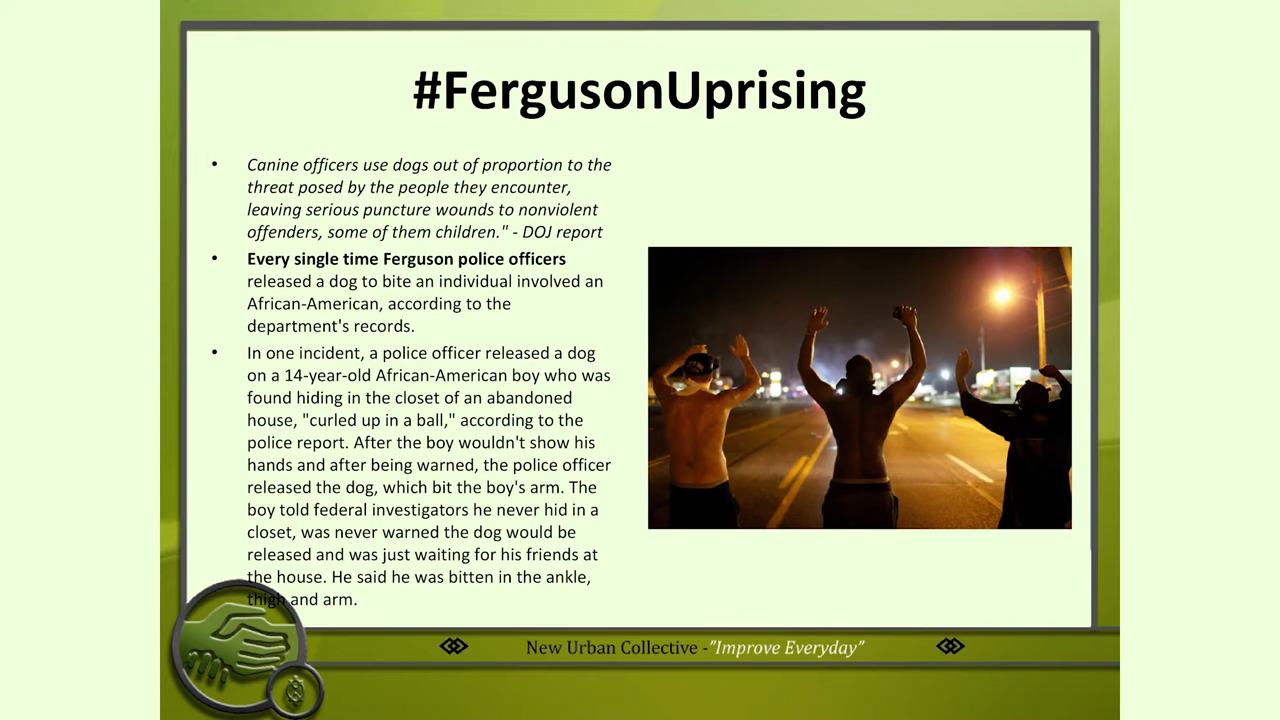 #FergusonUprising
• Canine officers use dogs out of proportion to the
threat posed by the people they encounter,
leaving serious puncture wounds to nonviolent
offenders, some of them children." - DOJ report
• Every single time Ferguson police officers
released a dog to bite an individual involved an
African-American, according to the
department's records.
• In one incident, a police officer released a dog
on a 14-year-old African-American boy who was
found hiding in the closet of an abandoned
house, "curled up in a ball," according to the
police report. After the boy wouldn't show his
hands and after being warned, the police officer
released the dog, which bit the boy's arm. The
boy told federal investigators he never hid in a
closet, was never warned the dog would be
released and was just waiting for his friends at
the house. He said he was bitten in the ankle,
thigh and arm.
New Urban Collective -"Improve Everyday"